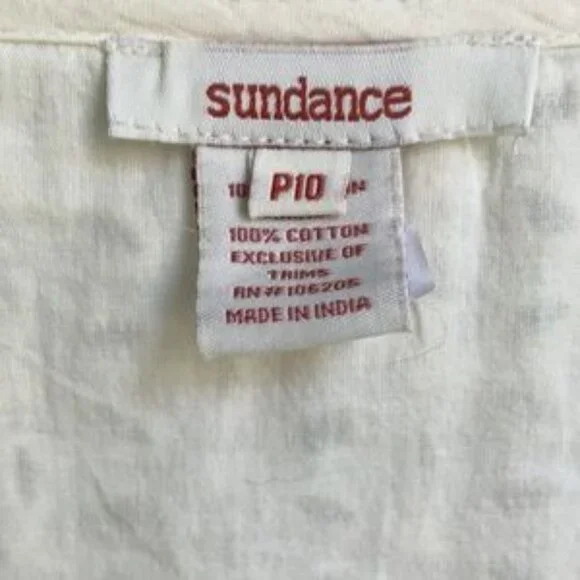 sundance
P10
100% COTTON
EXCLUSIVE OF
TRIMS
RN#106205
MADE IN INDIA